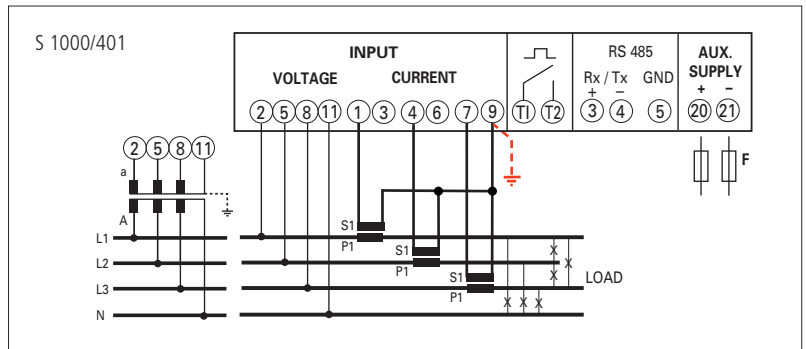 S 1000/401
INPUT
VOLTAGE CURRENT
RS 485
Rx / Tx GND
+ –
AUX.
SUPPLY
+ –
2 5 8 11 1 3 4 6 7 9 T1 T2 3 4 5 20 21
F
2 5 8 11
a
A
S1
P1
L1
S1
P1
L2
S1
P1
L3
LOAD
N
X X
X X X X